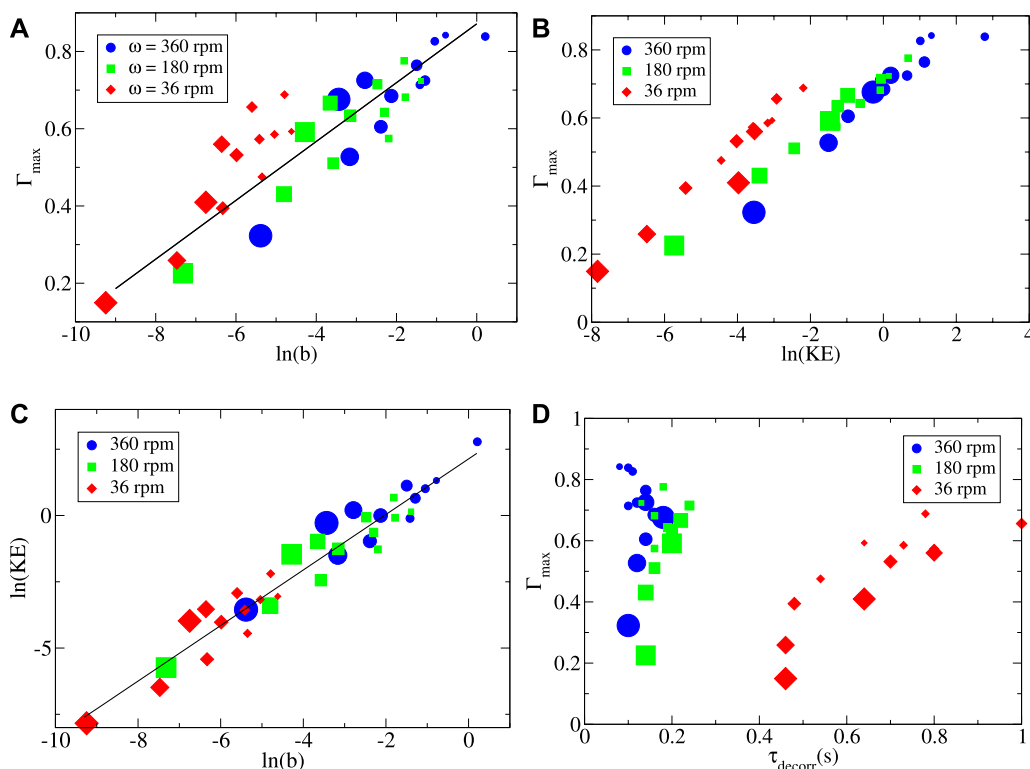 A
ω = 360 rpm
ω = 180 rpm
ω = 36 rpm
Γmax
0.8
0.6
0.4
0.2
-10 -8 -6 -4 -2 0
ln(b)
B
360 rpm
180 rpm
36 rpm
Γmax
0.8
0.6
0.4
0.2
0
-8 -6 -4 -2 0 2 4
ln(KE)
C
360 rpm
180 rpm
36 rpm
ln(KE)
0
-5
-10 -8 -6 -4 -2 0
ln(b)
D
360 rpm
180 rpm
36 rpm
Γmax
1
0.8
0.6
0.4
0.2
0
0 0.2 0.4 0.6 0.8 1
τdecorr(s)